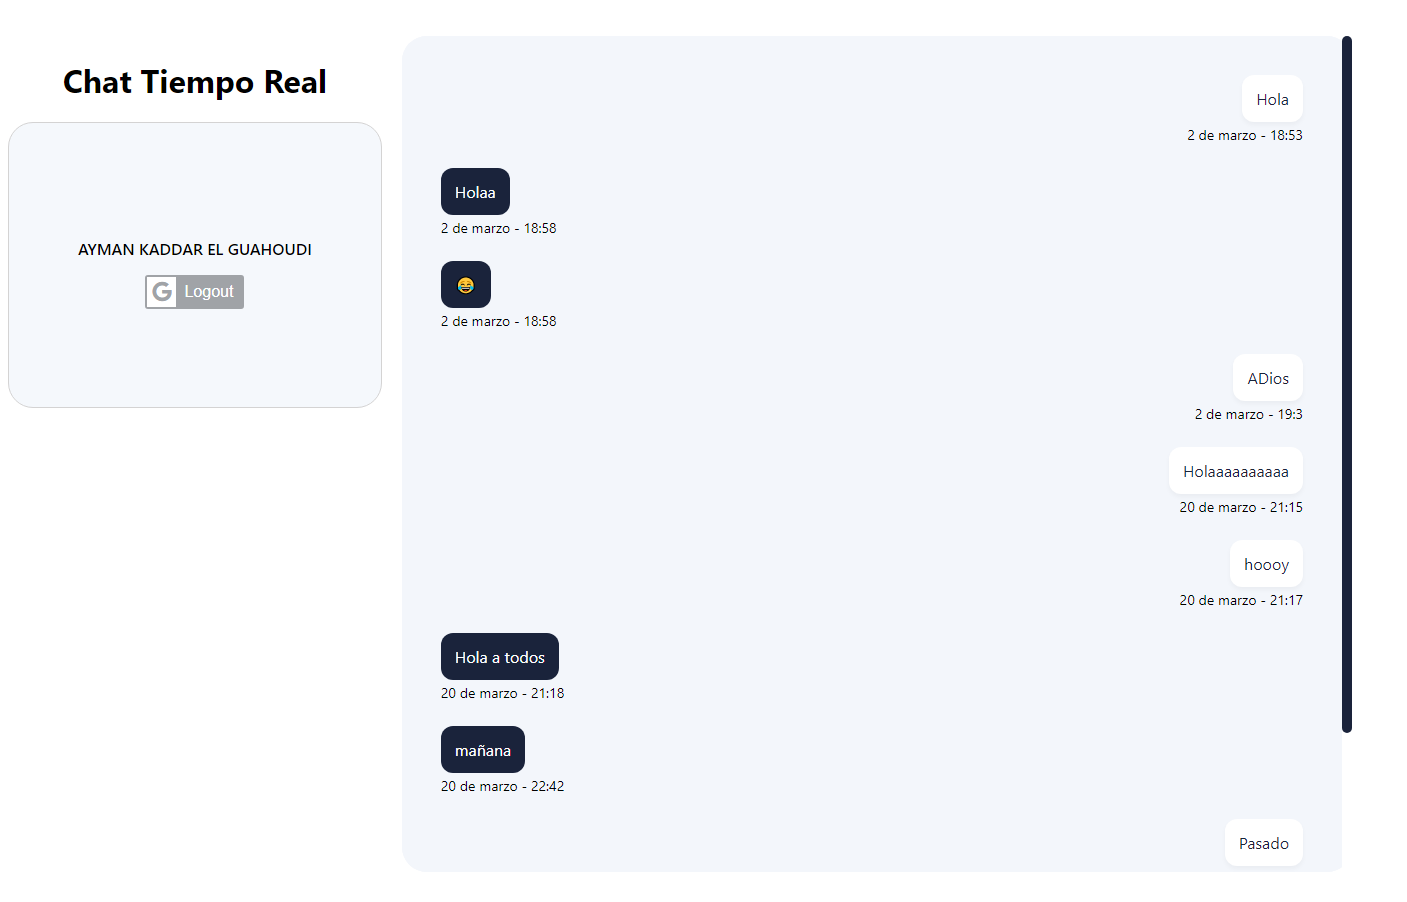 Chat Tiempo Real
AYMAN KADDAR EL GUAHOUDI
G Logout
Hola
2 de marzo - 18:53
Holaa
2 de marzo - 18:58
😂
2 de marzo - 18:58
ADios
2 de marzo - 19:3
Holaaaaaaaaaa
20 de marzo - 21:15
hoooy
20 de marzo - 21:17
Hola a todos
20 de marzo - 21:18
mañana
20 de marzo - 22:42
Pasado